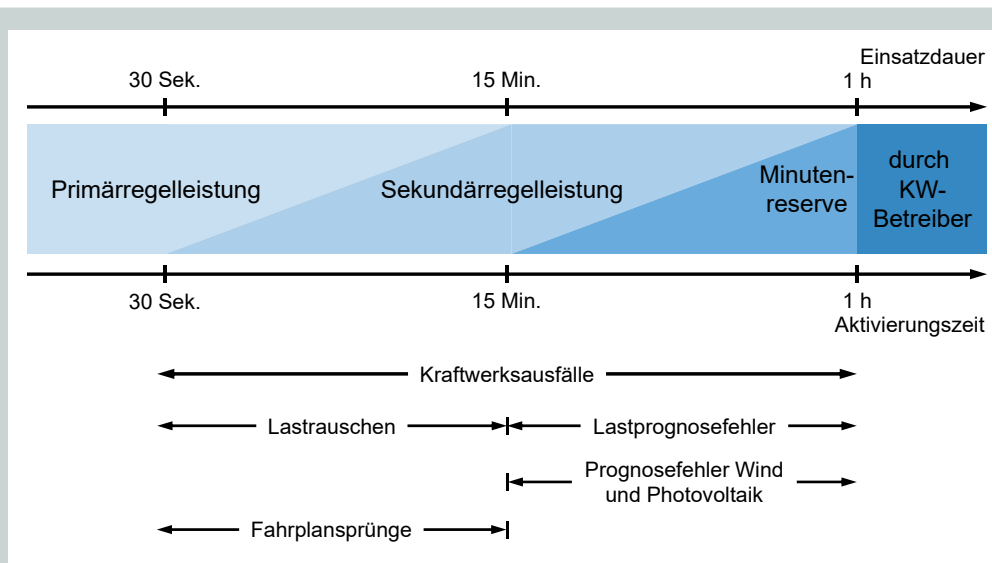 Einsatzdauer
30 Sek.
15 Min.
1 h
Primärregelleistung
Sekundärregelleistung
Minuten-
reserve
durch
KW-
Betreiber
30 Sek.
15 Min.
1 h
Aktivierungszeit
Kraftwerksausfälle
Lastrauschen
Lastprognosefehler
Prognosefehler Wind
und Photovoltaik
Fahrplansprünge